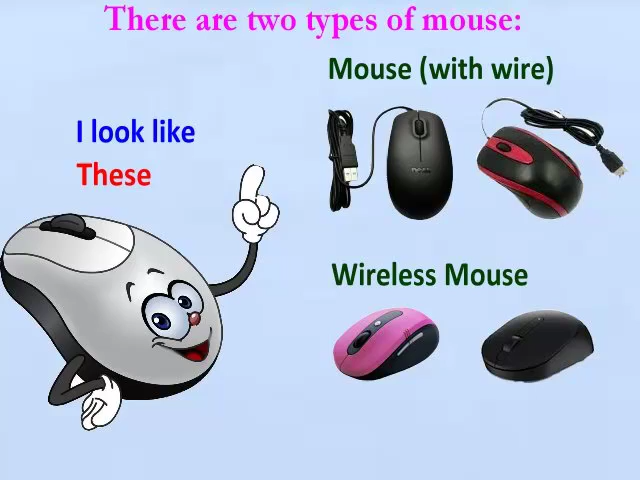 There are two types of mouse:
Mouse (with wire)
I look like
These
Wireless Mouse